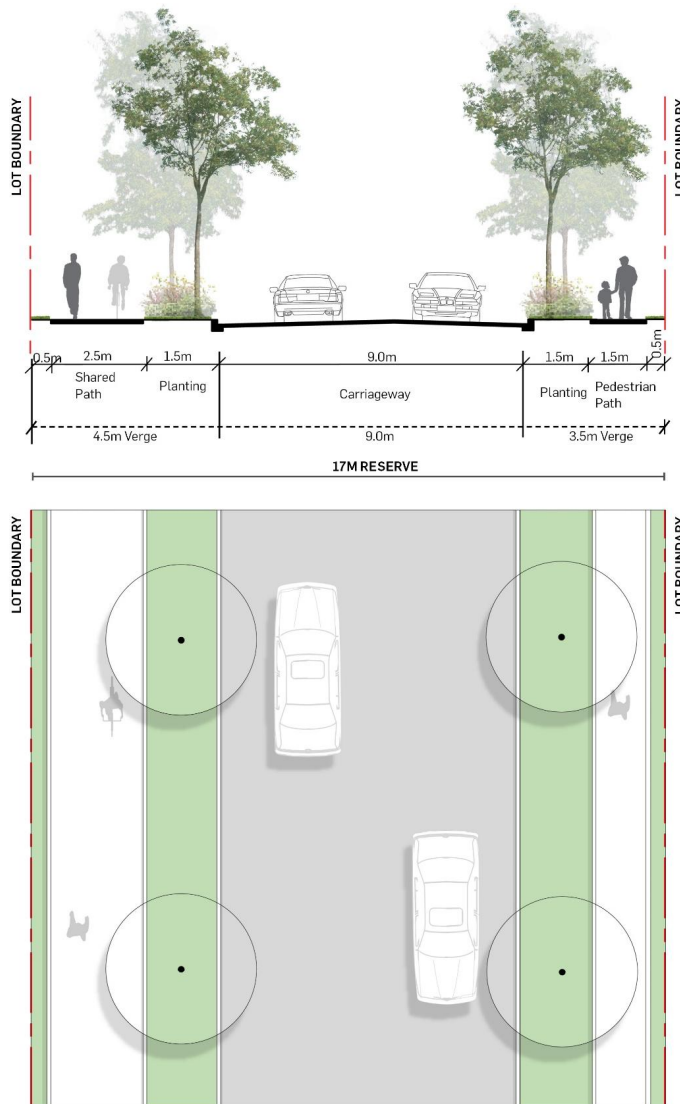 LOT BOUNDARY
LOT BOUNDARY
0.5m
2.5m
1.5m
9.0m
1.5m
1.5m
0.5m
Shared
Path
Planting
Carriageway
Planting
Pedestrian
Path
4.5m Verge
9.0m
3.5m Verge
17M RESERVE
LOT BOUNDARY
LOT BOUNDARY